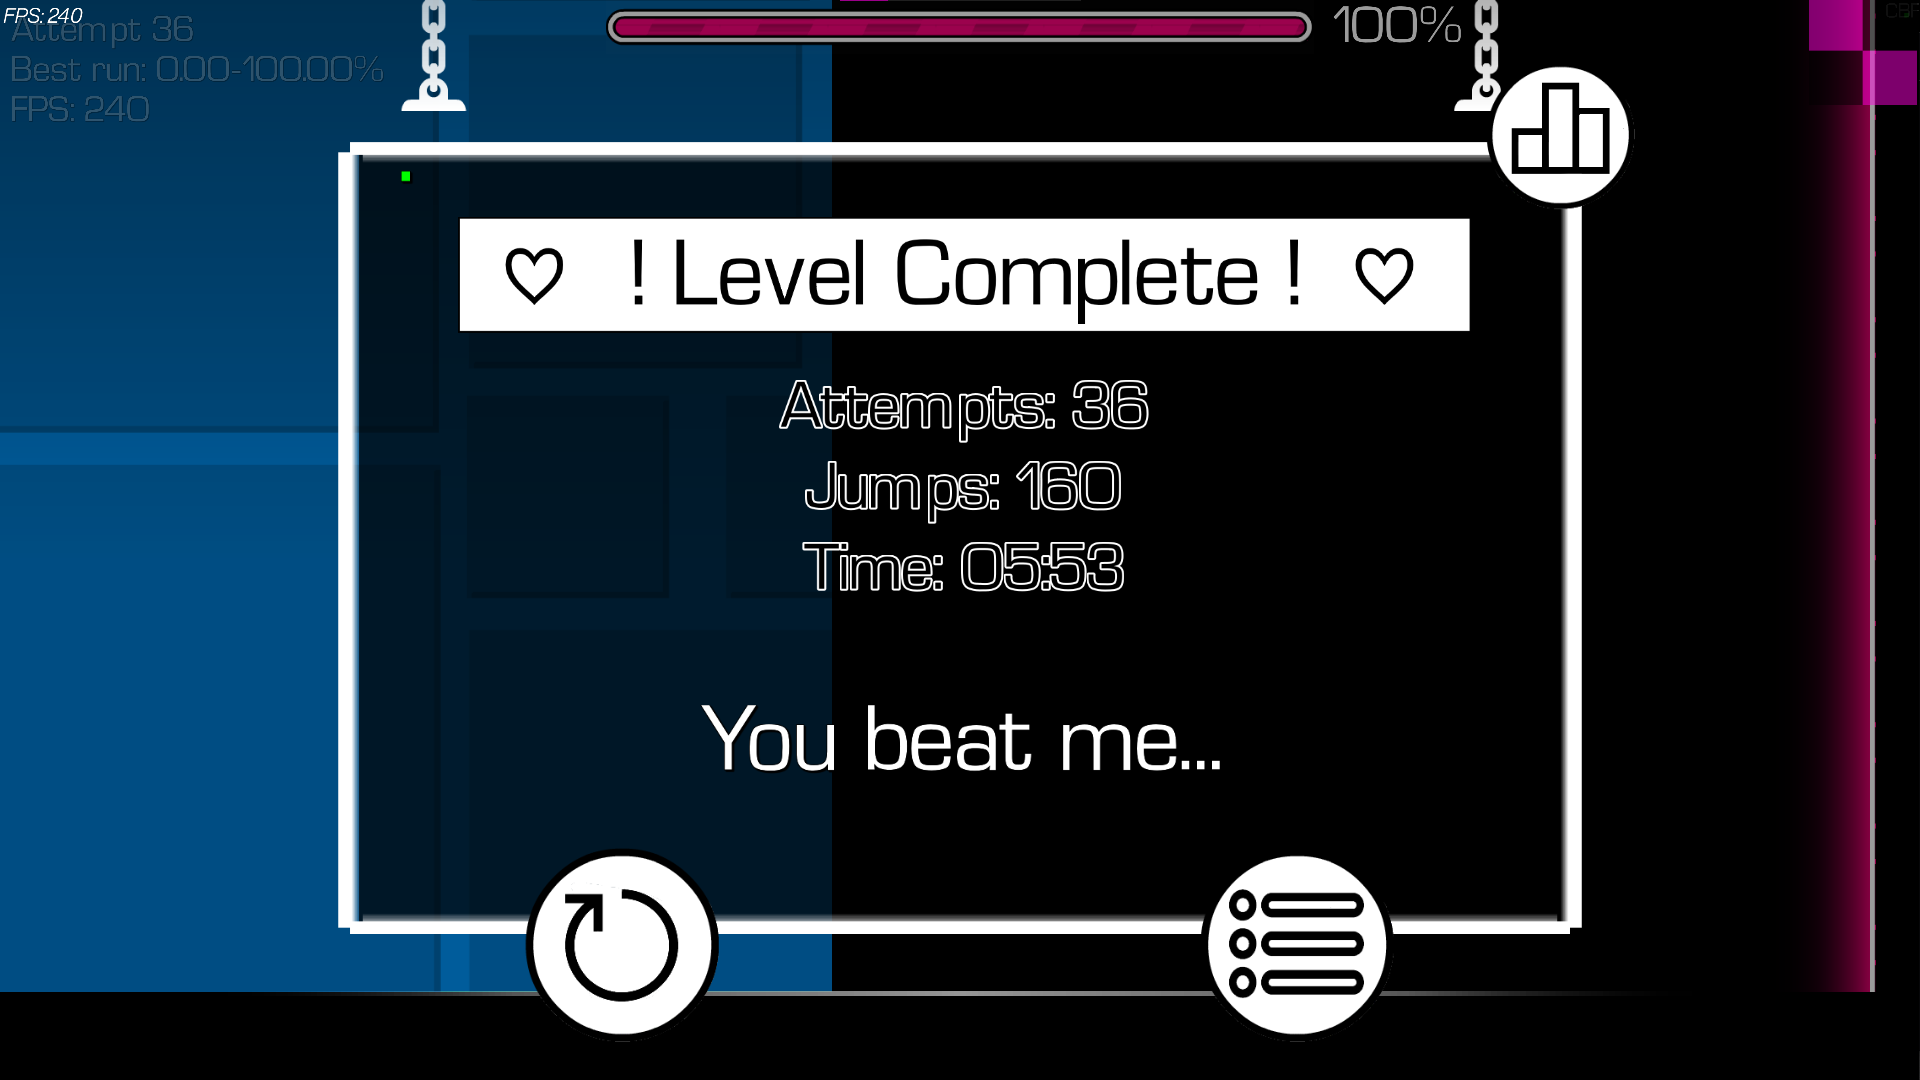 FPS: 240
Attempt 36
Best run: 0.00-100.00%
FPS: 240
100%
! Level Complete !
Attempts: 36
Jumps: 160
Time: 05:53
You beat me...